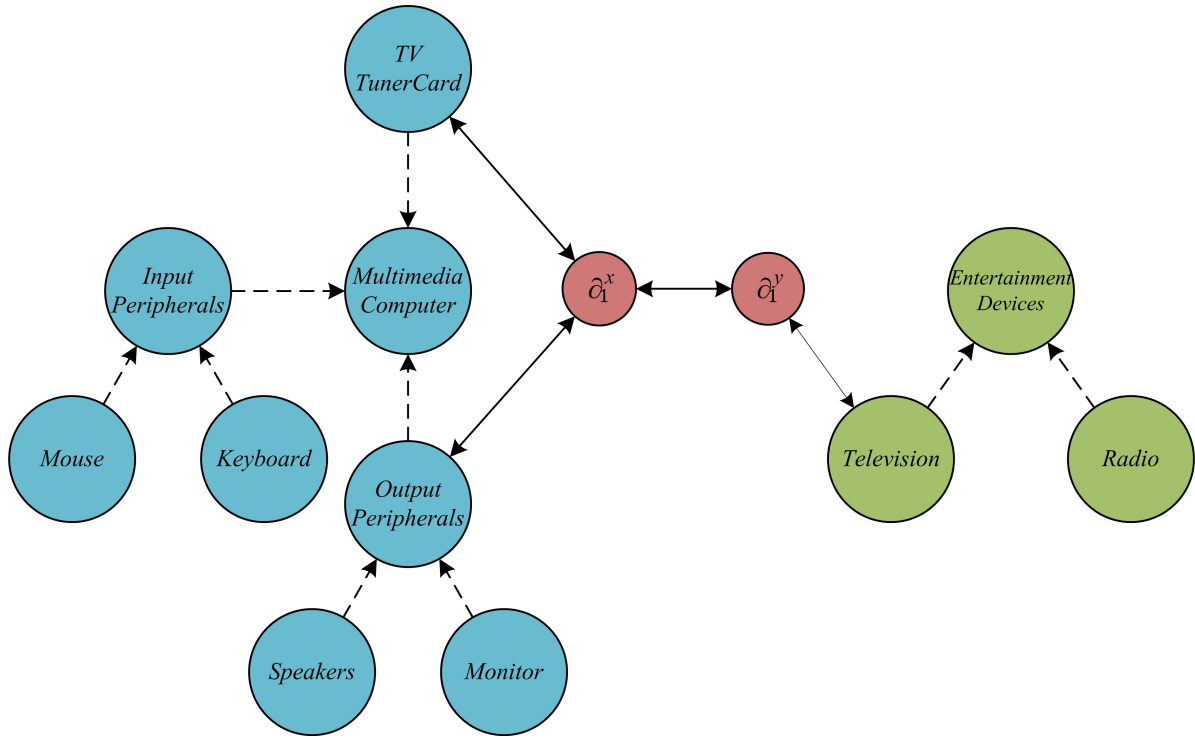 TV
TunerCard
Input
Peripherals
Multimedia
Computer
∂₁ˣ
∂₁ʸ
Entertainment
Devices
Mouse
Keyboard
Output
Peripherals
Television
Radio
Speakers
Monitor